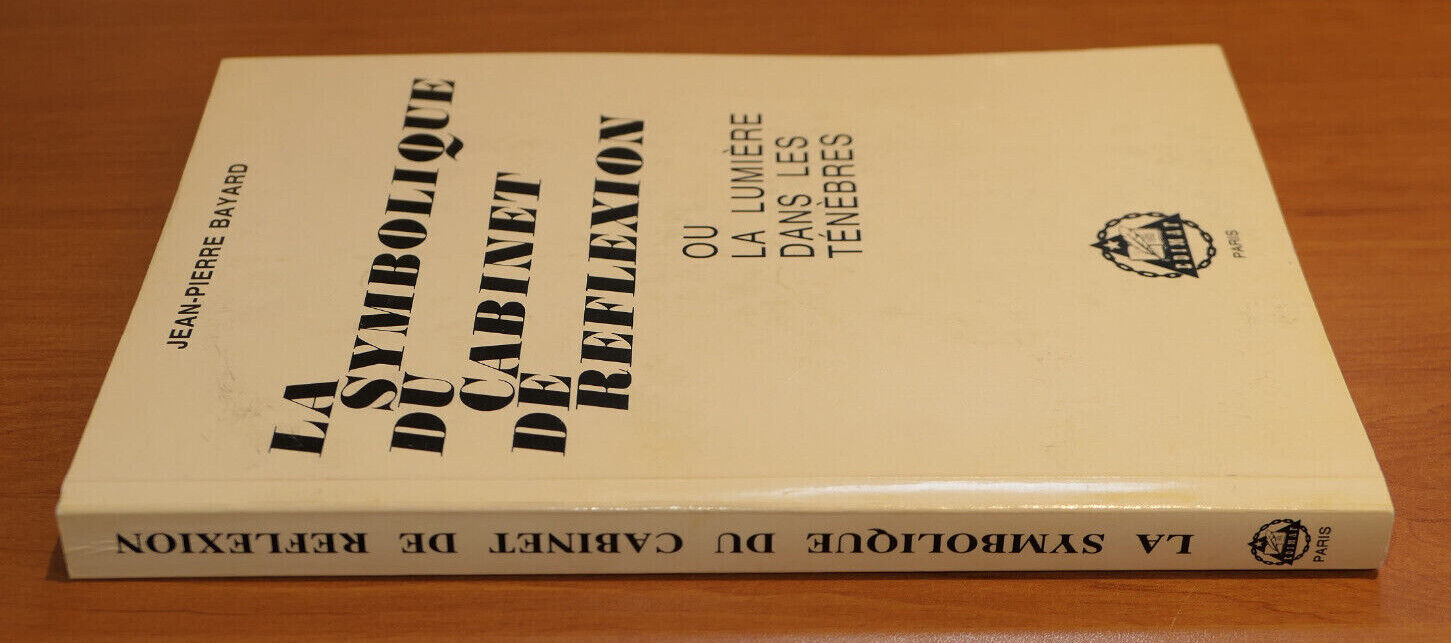 JEAN-PIERRE BAYARD
LA
SYMBOLIQUE
DU
CABINET
DE
REFLEXION
OU
LA LUMIÈRE
DANS LES
TÉNÈBRES
PARIS
LA SYMBOLIQUE DU CABINET DE REFLEXION
PARIS